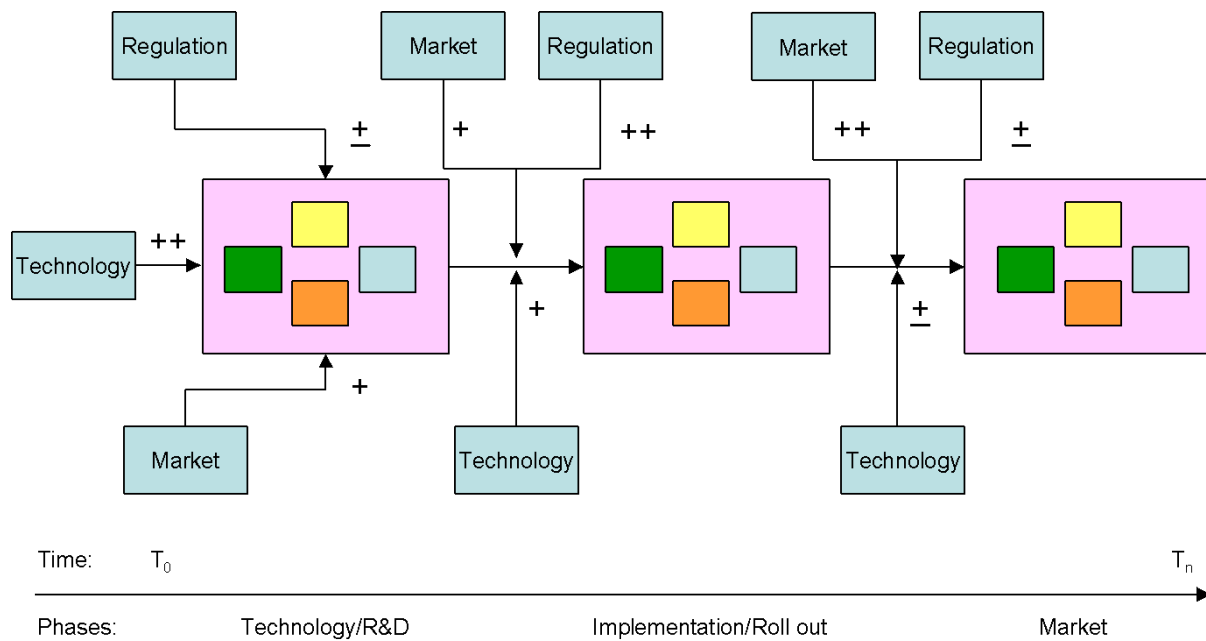 Regulation
Market
Regulation
Market
Regulation
±
+
++
++
±
++
Technology
+
+
±
Market
Technology
Technology
Time: T₀ Tₙ
Phases: Technology/R&D Implementation/Roll out Market